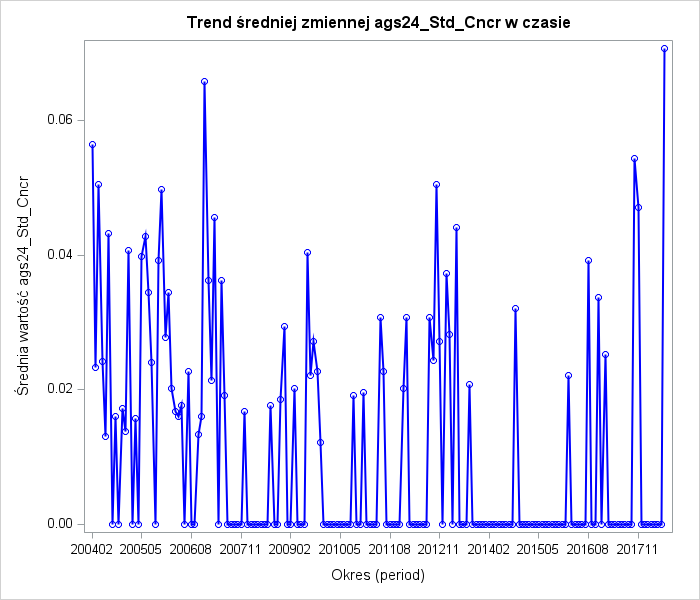 Trend średniej zmiennej ags24_Std_Cncr w czasie
Średnia wartość ags24_Std_Cncr
0.06
0.04
0.02
0.00
200402 200505 200608 200711 200902 201005 201108 201211 201402 201505 201608 201711
Okres (period)